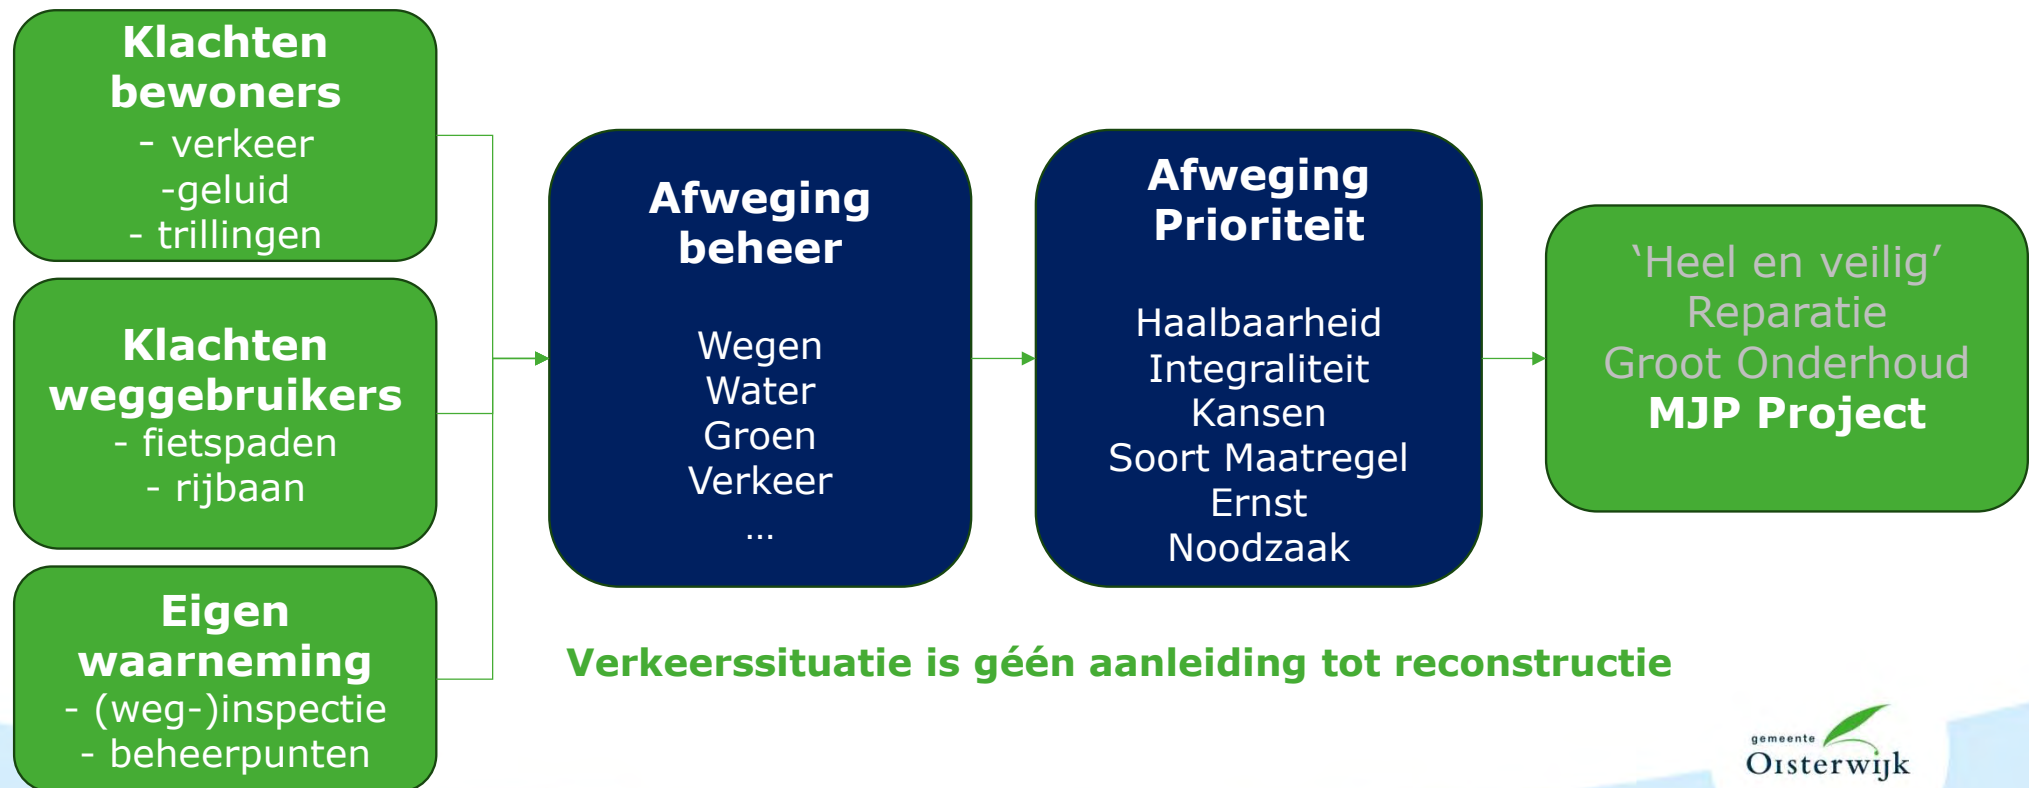 Klachten
bewoners
- verkeer
-geluid
- trillingen
Klachten
weggebruikers
- fietspaden
- rijbaan
Eigen
waarneming
- (weg-)inspectie
- beheerpunten
Afweging
beheer
Wegen
Water
Groen
Verkeer
...
Afweging
Prioriteit
Haalbaarheid
Integraliteit
Kansen
Soort Maatregel
Ernst
Noodzaak
‘Heel en veilig’
Reparatie
Groot Onderhoud
MJP Project
Verkeerssituatie is géén aanleiding tot reconstructie
gemeente
Oisterwijk